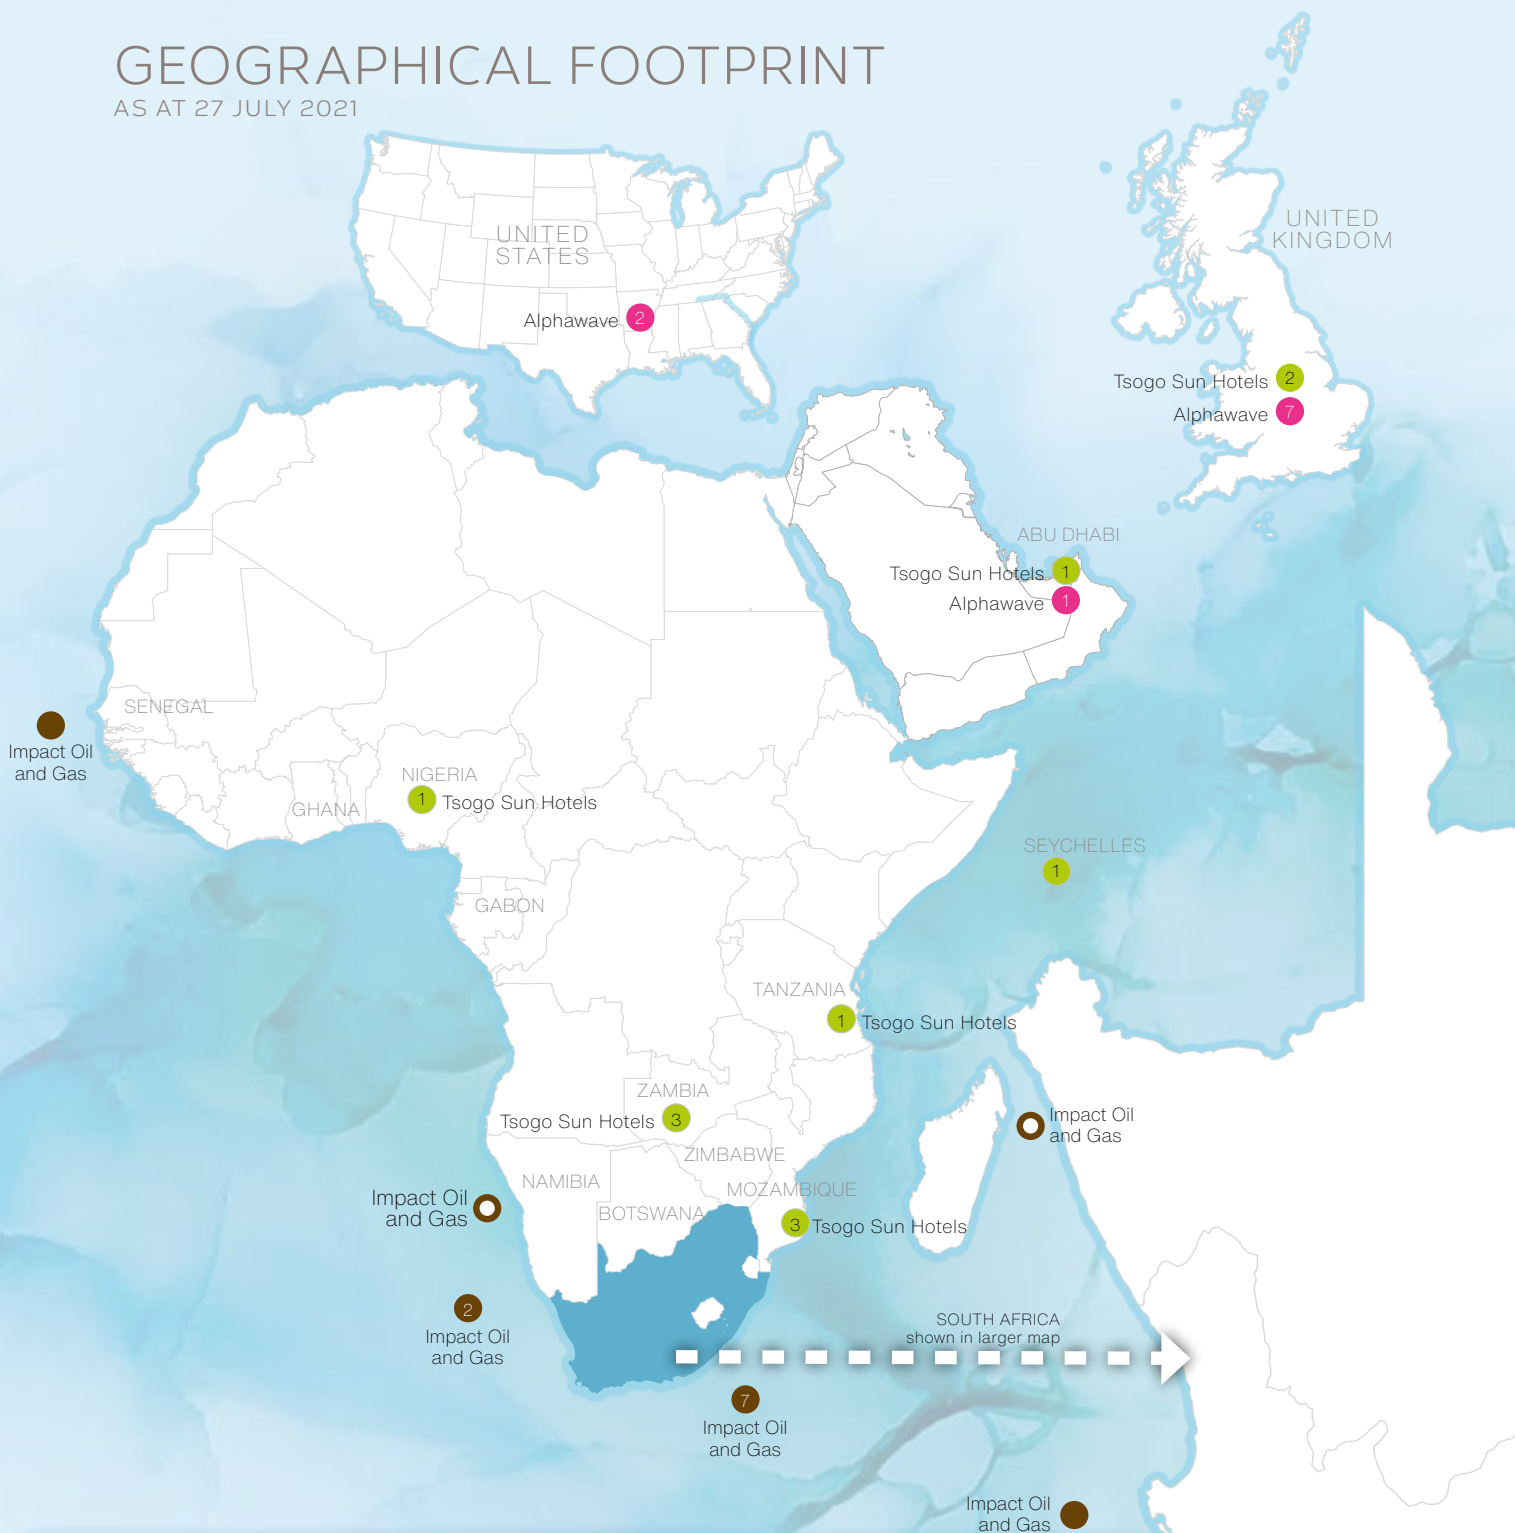 GEOGRAPHICAL FOOTPRINT
AS AT 27 JULY 2021
UNITED
STATES
Alphawave 2
UNITED
KINGDOM
Tsogo Sun Hotels 2
Alphawave 7
ABU DHABI
Tsogo Sun Hotels 1
Alphawave 1
SENEGAL
Impact Oil
and Gas
NIGERIA
1 Tsogo Sun Hotels
GHANA
SEYCHELLES
1
GABON
TANZANIA
1 Tsogo Sun Hotels
ZAMBIA
Tsogo Sun Hotels 3
Impact Oil
and Gas
ZIMBABWE
NAMIBIA
MOZAMBIQUE
Impact Oil
and Gas
BOTSWANA
3 Tsogo Sun Hotels
2
Impact Oil
and Gas
SOUTH AFRICA
shown in larger map
7
Impact Oil
and Gas
Impact Oil
and Gas